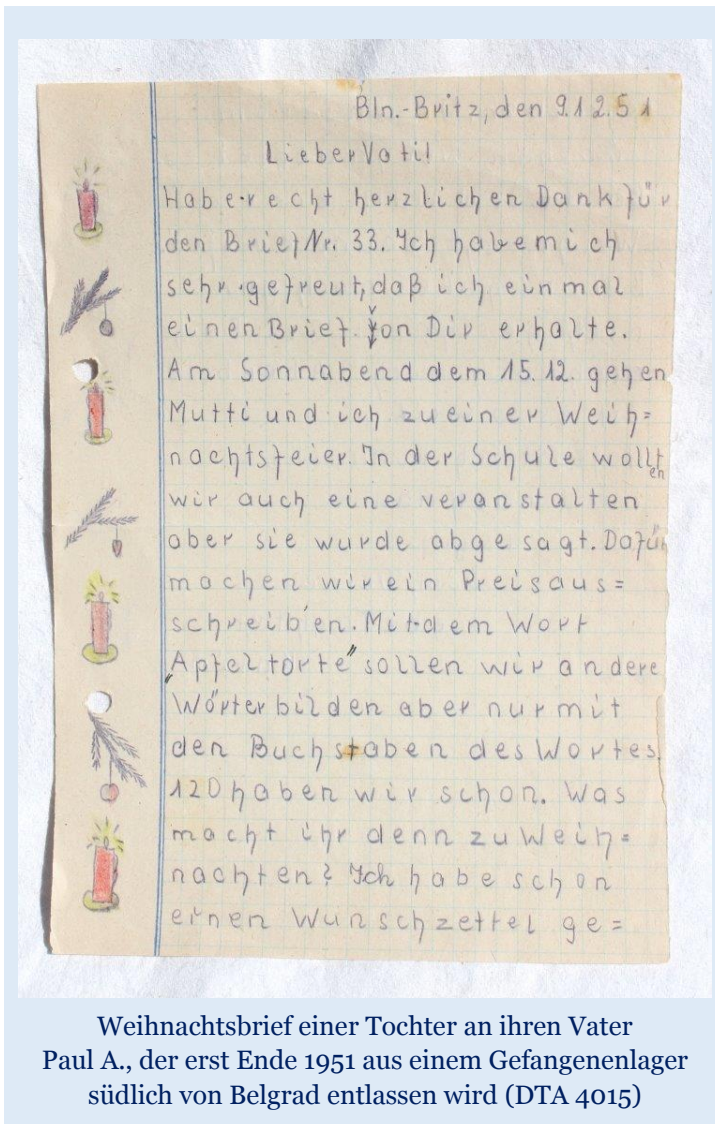 Bln.-Britz, den 9.12.51
Lieber Vati!
Habe recht herzlichen Dank für
den Brief Nr. 33. Ich habe mich
sehr gefreut, daß ich einmal
einen Brief von Dir erhalte.
Am Sonnabend dem 15.12. gehen
Mutti und ich zu einer Weih=
nachtsfeier. In der Schule wollten
wir auch eine veranstalten
aber sie wurde abgesagt. Dafür
machen wir ein Preisaus=
schreiben. Mit dem Wort
„Apfeltorte" sollen wir andere
Wörter bilden aber nur mit
den Buchstaben des Wortes.
120 haben wir schon. Was
macht ihr denn zu Weih=
nachten? Ich habe schon
einen Wunschzettel ge=
Weihnachtsbrief einer Tochter an ihren Vater
Paul A., der erst Ende 1951 aus einem Gefangenenlager
südlich von Belgrad entlassen wird (DTA 4015)